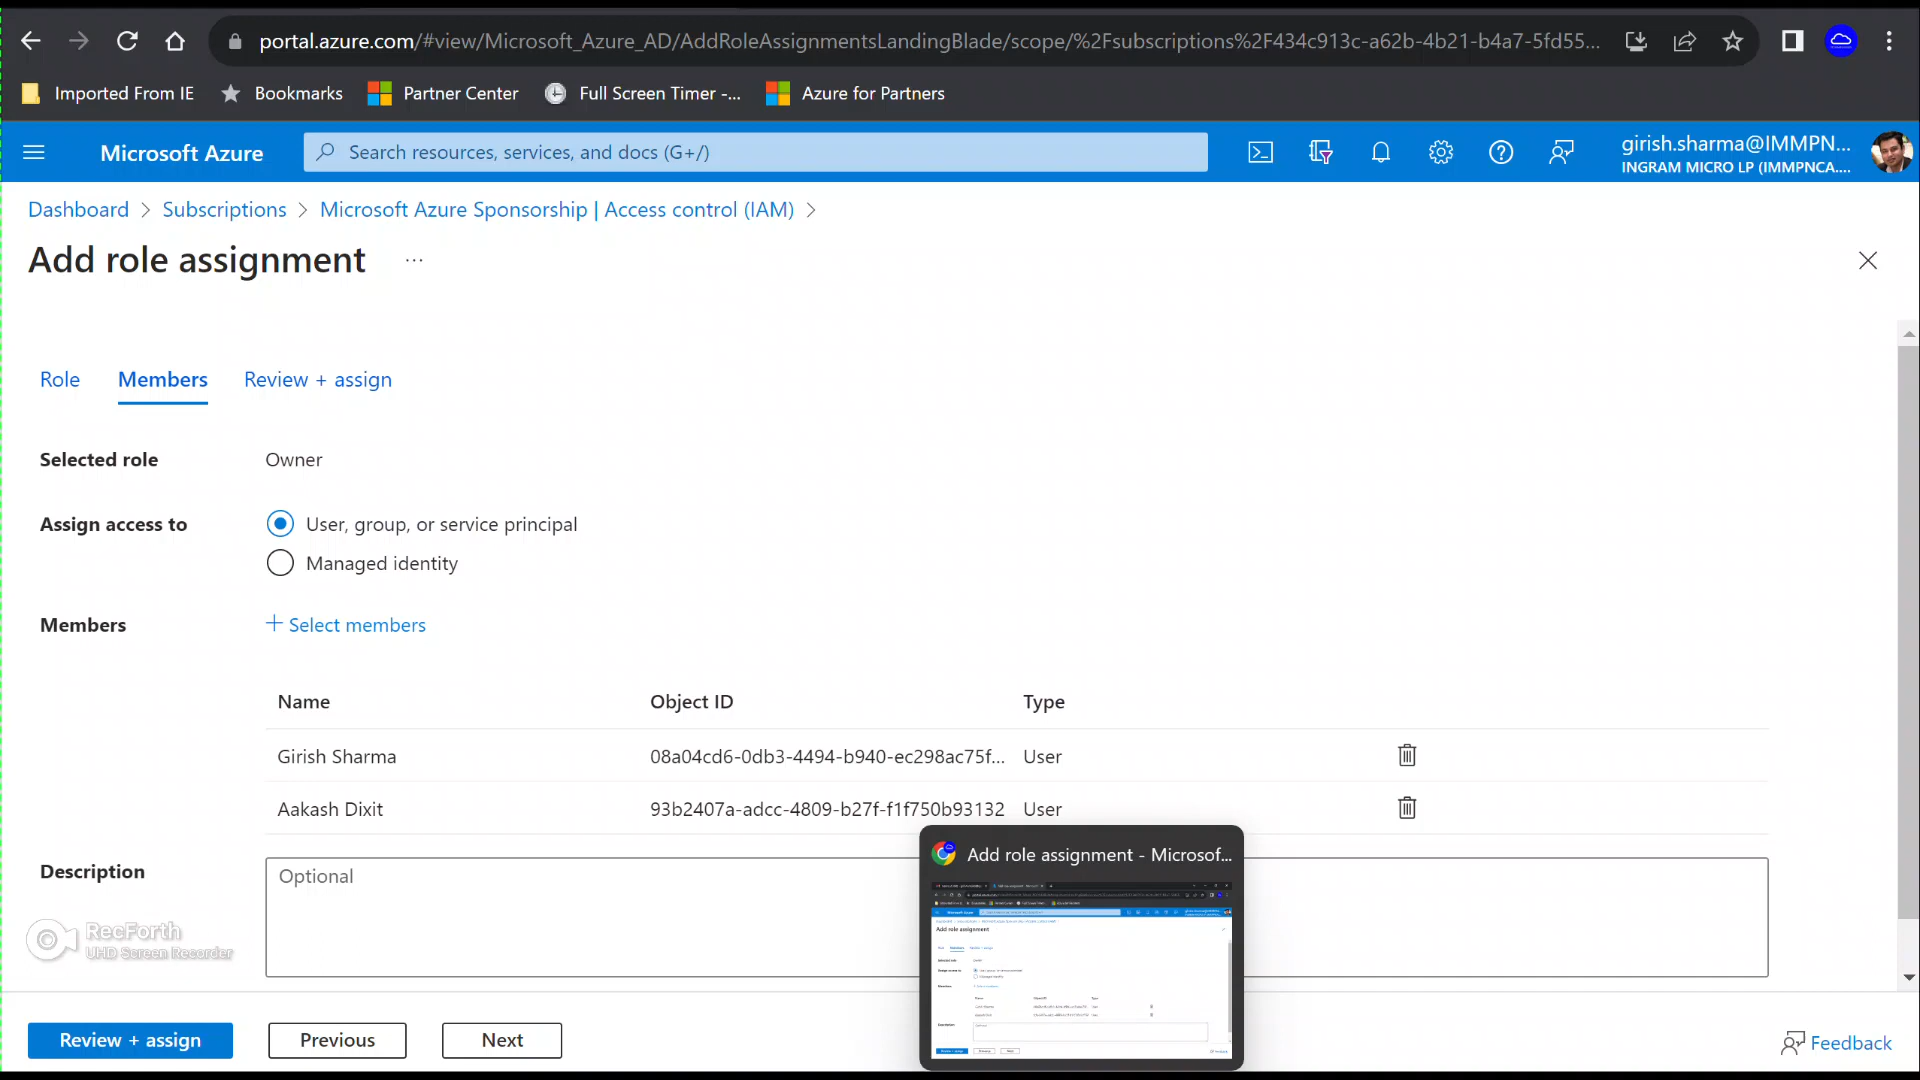 portal.azure.com/#view/Microsoft_Azure_AD/AddRoleAssignmentsLandingBlade/scope/%2Fsubscriptions%2F434c913c-a62b-4b21-b4a7-5fd55...
Imported From IE Bookmarks Partner Center Full Screen Timer -... Azure for Partners
Microsoft Azure Search resources, services, and docs (G+/) girish.sharma@IMMPN...
INGRAM MICRO LP (IMMPNCA....
Dashboard > Subscriptions > Microsoft Azure Sponsorship | Access control (IAM) >
Add role assignment ...
Role Members Review + assign
Selected role Owner
Assign access to User, group, or service principal
Managed identity
Members + Select members
Name Object ID Type
Girish Sharma 08a04cd6-0db3-4494-b940-ec298ac75f... User
Aakash Dixit 93b2407a-adcc-4809-b27f-f1f750b93132 User
Add role assignment - Microsof...
Description Optional
RecForth
UHD Screen Recorder
Add role assignment
Review + assign Previous Next Feedback